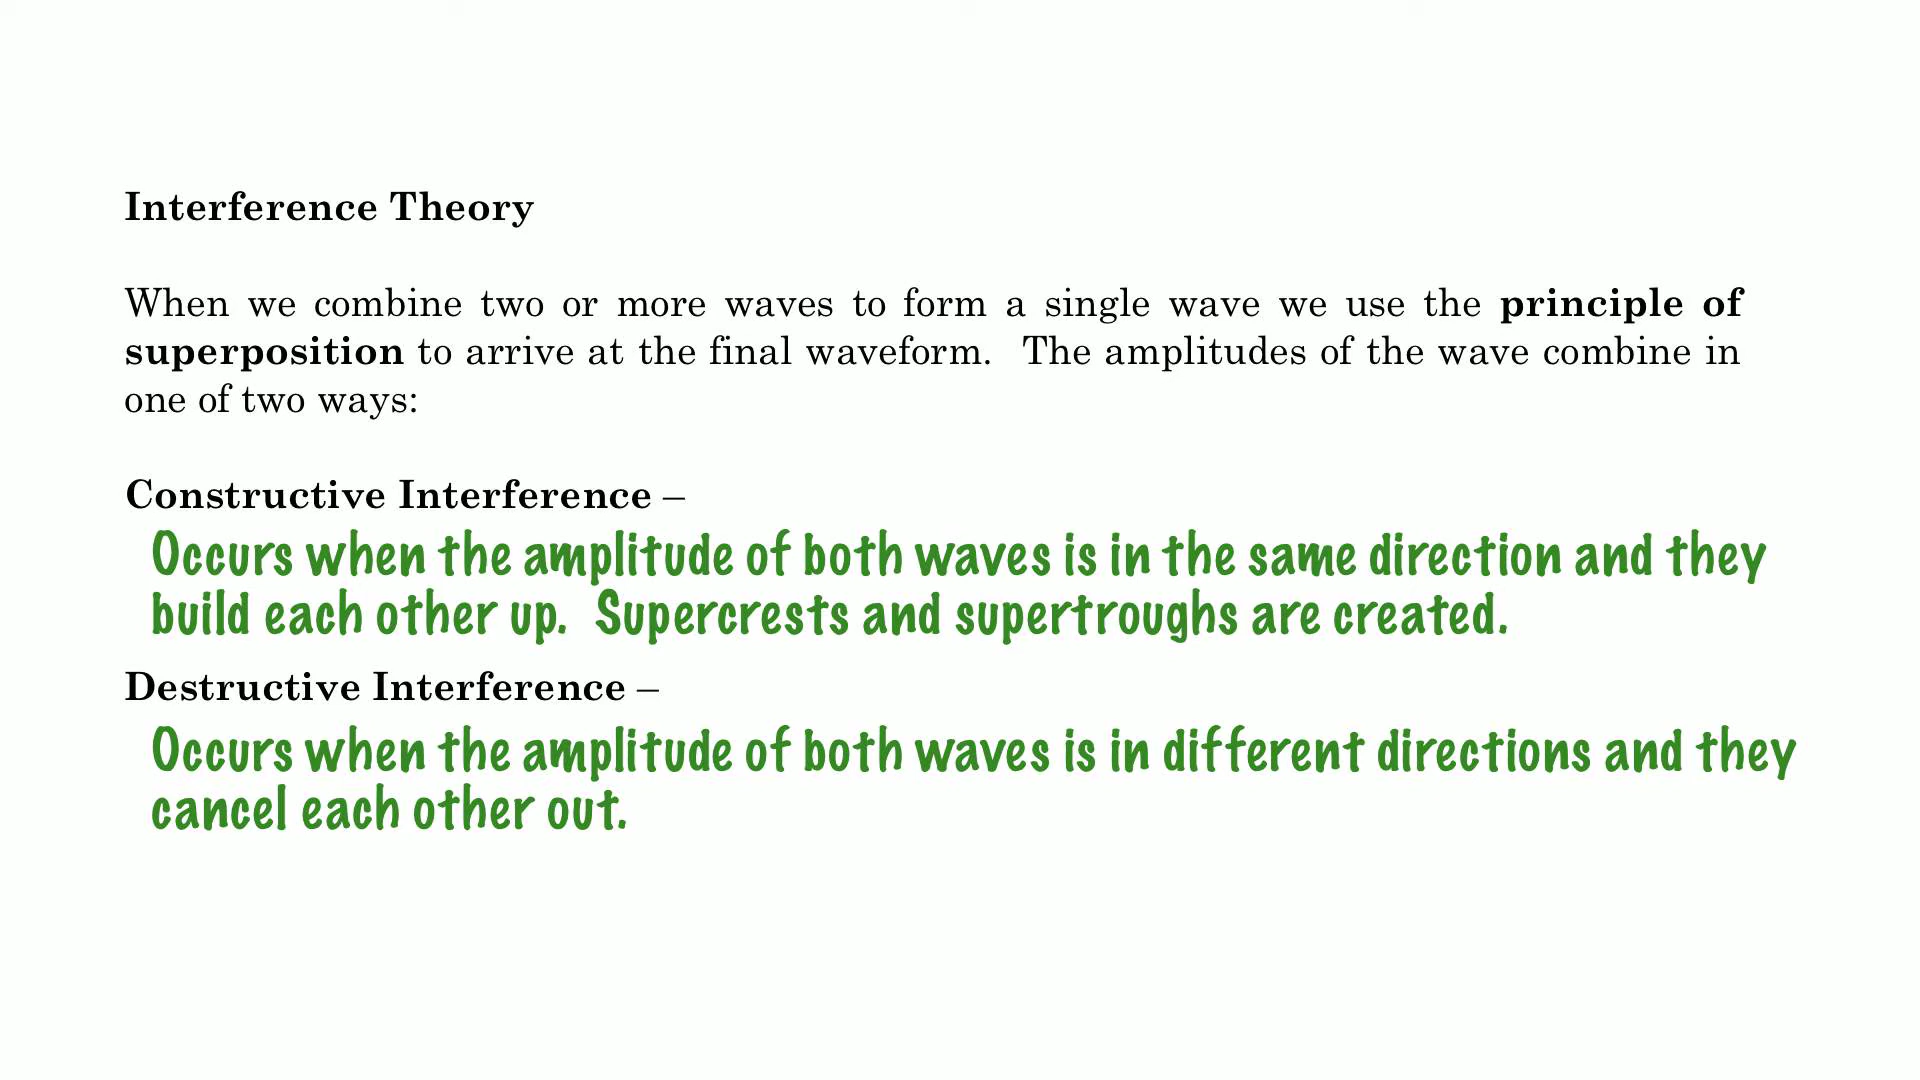 Interference Theory
When we combine two or more waves to form a single wave we use the principle of
superposition to arrive at the final waveform.  The amplitudes of the wave combine in
one of two ways:
Constructive Interference –
Occurs when the amplitude of both waves is in the same direction and they
build each other up.  Supercrests and supertroughs are created.
Destructive Interference –
Occurs when the amplitude of both waves is in different directions and they
cancel each other out.